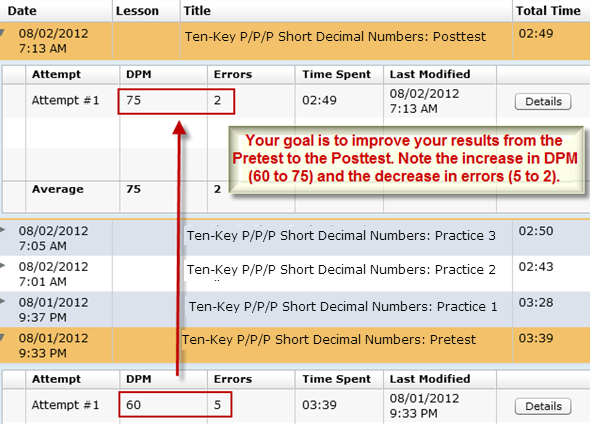 Date Lesson Title Total Time
08/02/2012 Ten-Key P/P/P Short Decimal Numbers: Posttest 02:49
7:13 AM
Attempt DPM Errors Time Spent Last Modified
Attempt #1 75 2 02:49 08/02/2012 Details
7:13 AM
Your goal is to improve your results from the
Pretest to the Posttest. Note the increase in DPM
(60 to 75) and the decrease in errors (5 to 2).
Average 75 2
08/02/2012 Ten-Key P/P/P Short Decimal Numbers: Practice 3 02:50
7:05 AM
08/02/2012 Ten-Key P/P/P Short Decimal Numbers: Practice 2 02:43
7:01 AM
08/01/2012 Ten-Key P/P/P Short Decimal Numbers: Practice 1 03:28
9:37 PM
08/01/2012 Ten-Key P/P/P Short Decimal Numbers: Pretest 03:39
9:33 PM
Attempt DPM Errors Time Spent Last Modified
Attempt #1 60 5 03:39 08/01/2012 Details
9:33 PM